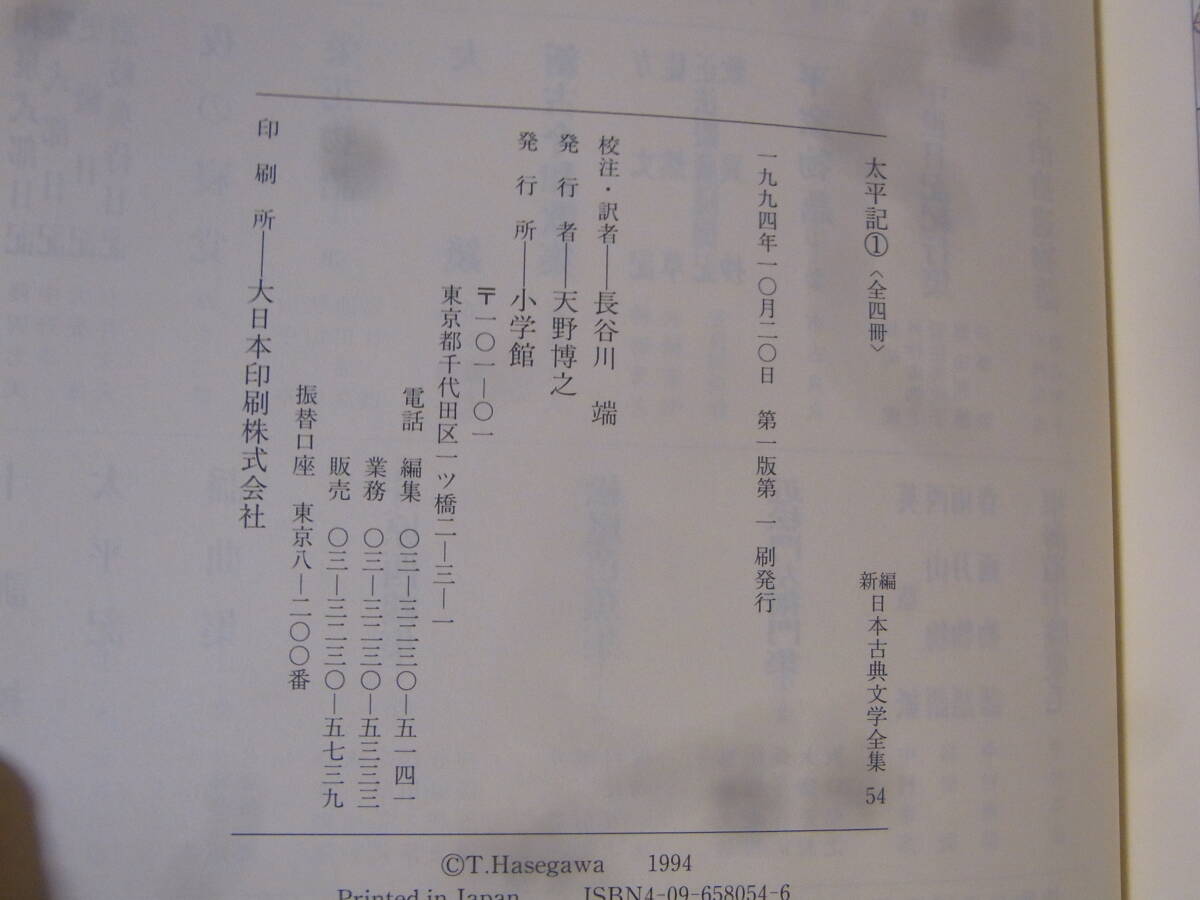 太平記①〈全四冊〉
新編 日本古典文学全集 54
一九九四年一〇月二〇日 第一版第一刷発行
校注・訳者――長谷川 端
発行者――天野博之
発行所――小学館
〒一〇一―〇一
東京都千代田区一ツ橋二―三―一
電話 編集 〇三―三二三〇―五一四一
業務 〇三―三二三〇―五三三三
販売 〇三―三二三〇―五七三九
振替口座 東京八―二〇〇番
印刷所――大日本印刷株式会社
©T.Hasegawa 1994
Printed in Japan ISBN4-09-658054-6